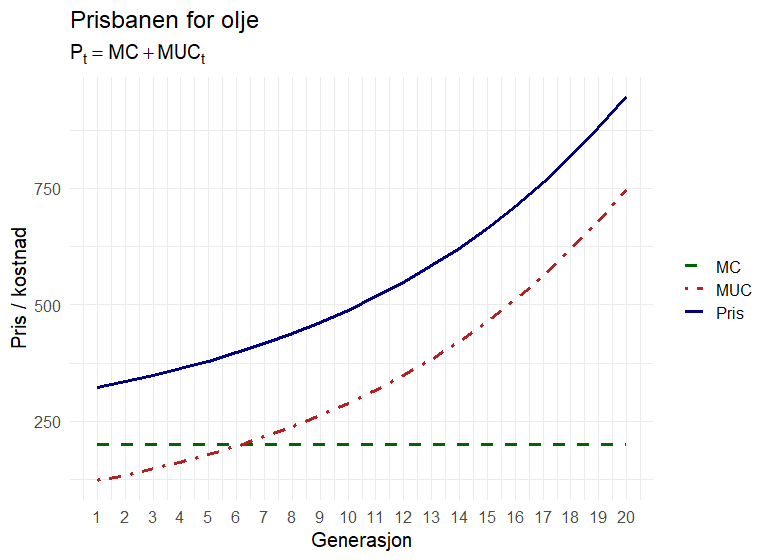 Prisbanen for olje
Pₜ = MC + MUCₜ
Pris / kostnad
750
500
250
1 2 3 4 5 6 7 8 9 10 11 12 13 14 15 16 17 18 19 20
Generasjon
MC
MUC
Pris